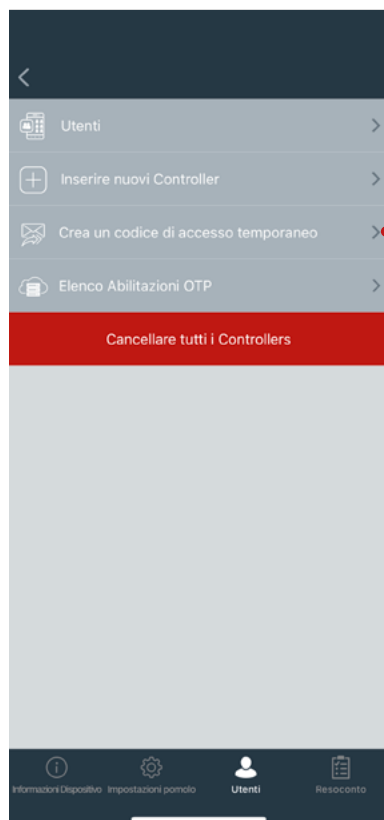 Utenti
Inserire nuovi Controller
Crea un codice di accesso temporaneo
Elenco Abilitazioni OTP
Cancellare tutti i Controllers
Informazioni Dispositivo Impostazioni pomolo Utenti Resoconto